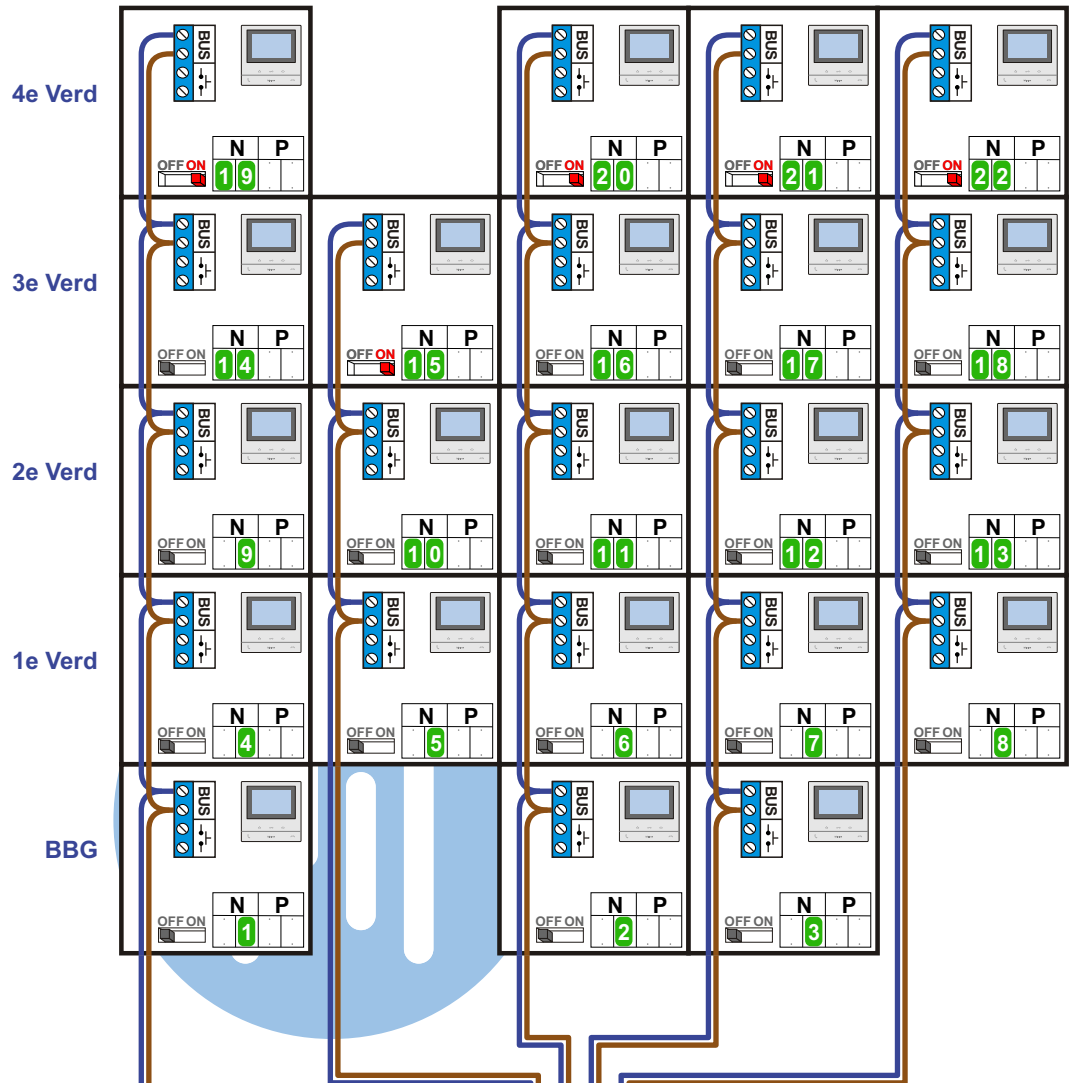 BUS BUS BUS BUS
4e Verd
N P N P N P N P
OFF ON 19 OFF ON 20 OFF ON 21 OFF ON 22
BUS BUS BUS BUS BUS
3e Verd
N P N P N P N P N P
OFF ON 14 OFF ON 15 OFF ON 16 OFF ON 17 OFF ON 18
BUS BUS BUS BUS BUS
2e Verd
N P N P N P N P N P
OFF ON 9 OFF ON 10 OFF ON 11 OFF ON 12 OFF ON 13
BUS BUS BUS BUS BUS
1e Verd
N P N P N P N P N P
OFF ON 4 OFF ON 5 OFF ON 6 OFF ON 7 OFF ON 8
BUS BUS BUS
BBG
N P N P N P
OFF ON 1 OFF ON 2 OFF ON 3